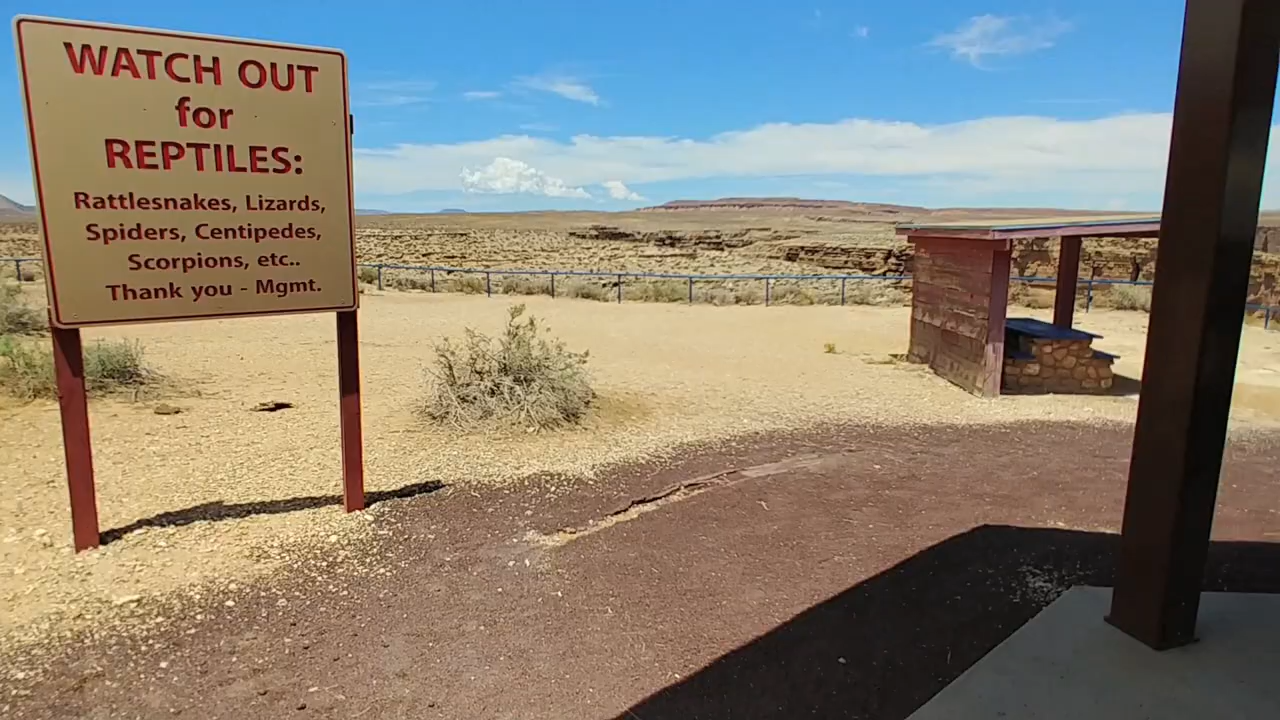 WATCH OUT
for
REPTILES:
Rattlesnakes, Lizards,
Spiders, Centipedes,
Scorpions, etc..
Thank you - Mgmt.